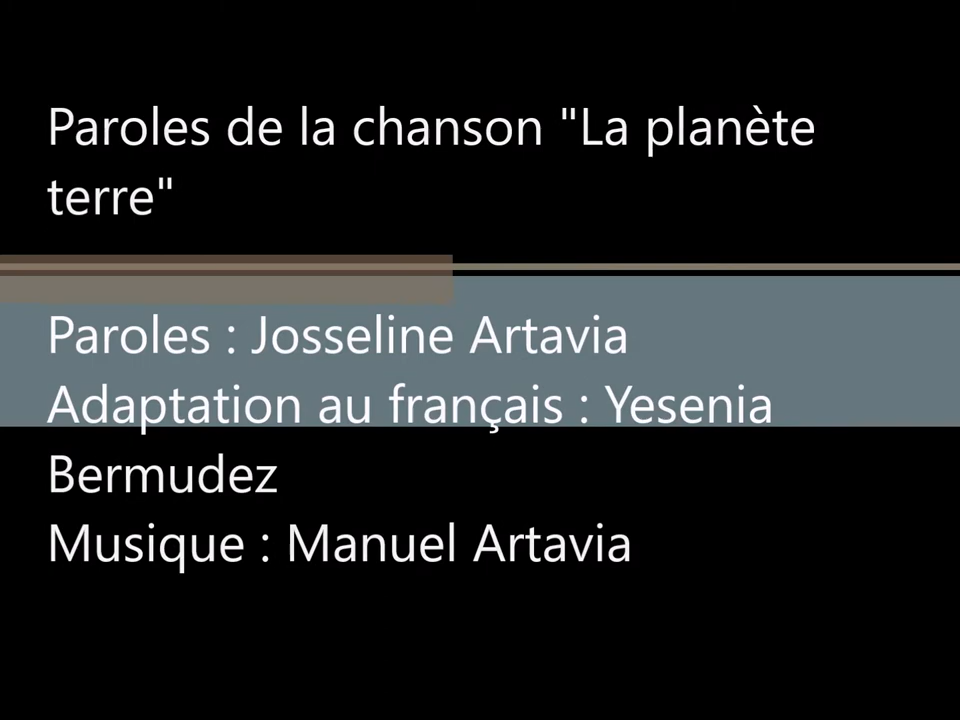 Paroles de la chanson "La planète
terre"
Paroles : Josseline Artavia
Adaptation au français : Yesenia
Bermudez
Musique : Manuel Artavia